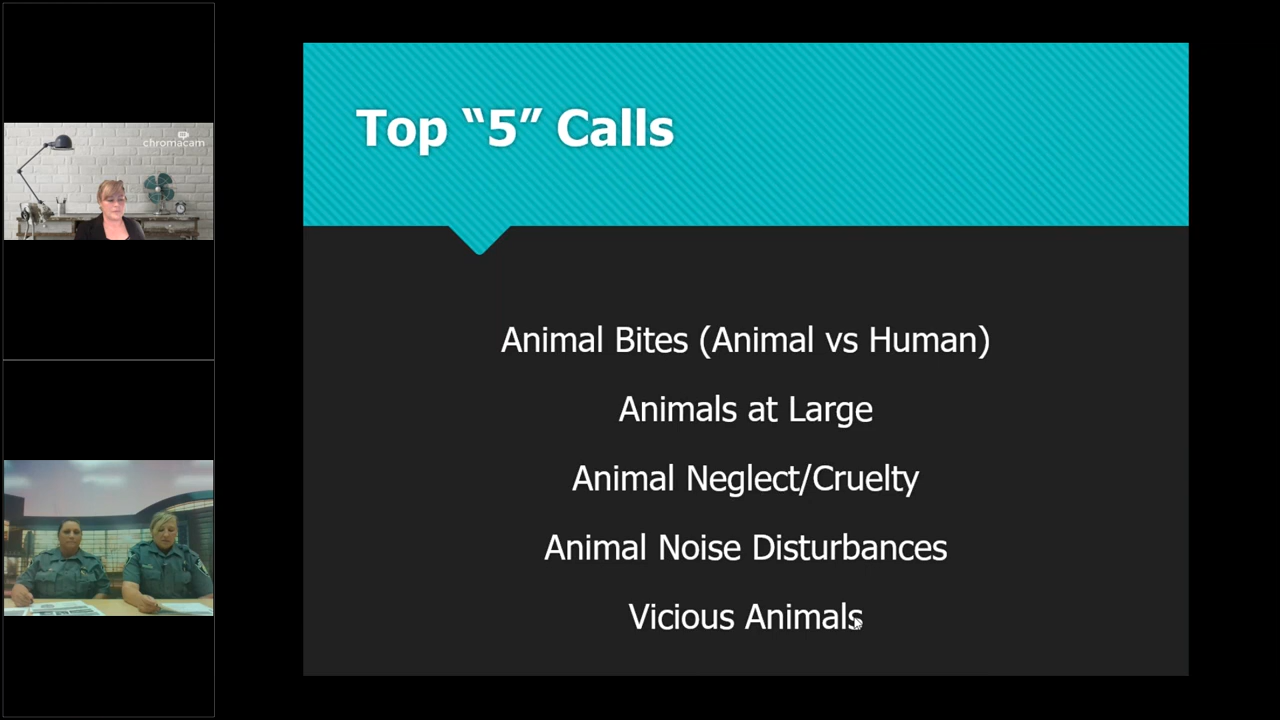 chromacam
Top “5” Calls
Animal Bites (Animal vs Human)
Animals at Large
Animal Neglect/Cruelty
Animal Noise Disturbances
Vicious Animals